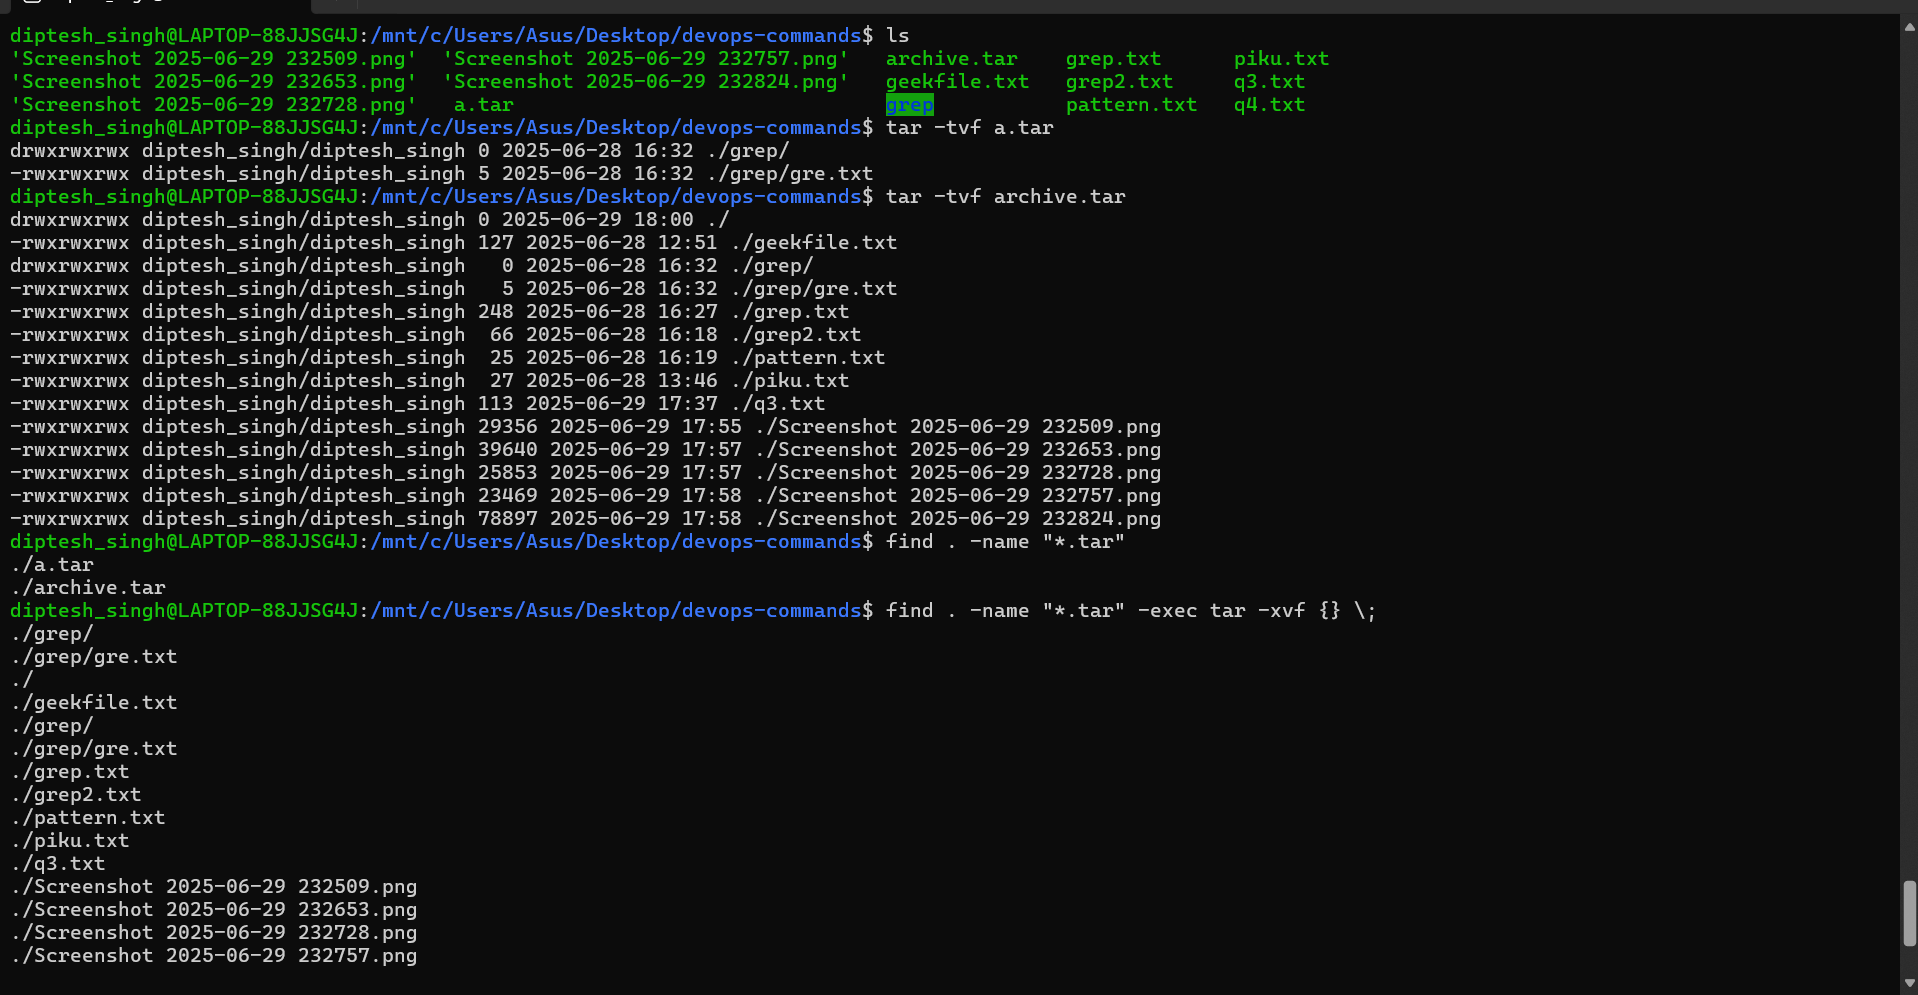 diptesh_singh@LAPTOP-88JJSG4J:/mnt/c/Users/Asus/Desktop/devops-commands$ ls
'Screenshot 2025-06-29 232509.png'  'Screenshot 2025-06-29 232757.png'   archive.tar    grep.txt      piku.txt
'Screenshot 2025-06-29 232653.png'  'Screenshot 2025-06-29 232824.png'   geekfile.txt   grep2.txt     q3.txt
'Screenshot 2025-06-29 232728.png'   a.tar                               grep           pattern.txt   q4.txt
diptesh_singh@LAPTOP-88JJSG4J:/mnt/c/Users/Asus/Desktop/devops-commands$ tar -tvf a.tar
drwxrwxrwx diptesh_singh/diptesh_singh 0 2025-06-28 16:32 ./grep/
-rwxrwxrwx diptesh_singh/diptesh_singh 5 2025-06-28 16:32 ./grep/gre.txt
diptesh_singh@LAPTOP-88JJSG4J:/mnt/c/Users/Asus/Desktop/devops-commands$ tar -tvf archive.tar
drwxrwxrwx diptesh_singh/diptesh_singh 0 2025-06-29 18:00 ./
-rwxrwxrwx diptesh_singh/diptesh_singh 127 2025-06-28 12:51 ./geekfile.txt
drwxrwxrwx diptesh_singh/diptesh_singh   0 2025-06-28 16:32 ./grep/
-rwxrwxrwx diptesh_singh/diptesh_singh   5 2025-06-28 16:32 ./grep/gre.txt
-rwxrwxrwx diptesh_singh/diptesh_singh 248 2025-06-28 16:27 ./grep.txt
-rwxrwxrwx diptesh_singh/diptesh_singh  66 2025-06-28 16:18 ./grep2.txt
-rwxrwxrwx diptesh_singh/diptesh_singh  25 2025-06-28 16:19 ./pattern.txt
-rwxrwxrwx diptesh_singh/diptesh_singh  27 2025-06-28 13:46 ./piku.txt
-rwxrwxrwx diptesh_singh/diptesh_singh 113 2025-06-29 17:37 ./q3.txt
-rwxrwxrwx diptesh_singh/diptesh_singh 29356 2025-06-29 17:55 ./Screenshot 2025-06-29 232509.png
-rwxrwxrwx diptesh_singh/diptesh_singh 39640 2025-06-29 17:57 ./Screenshot 2025-06-29 232653.png
-rwxrwxrwx diptesh_singh/diptesh_singh 25853 2025-06-29 17:57 ./Screenshot 2025-06-29 232728.png
-rwxrwxrwx diptesh_singh/diptesh_singh 23469 2025-06-29 17:58 ./Screenshot 2025-06-29 232757.png
-rwxrwxrwx diptesh_singh/diptesh_singh 78897 2025-06-29 17:58 ./Screenshot 2025-06-29 232824.png
diptesh_singh@LAPTOP-88JJSG4J:/mnt/c/Users/Asus/Desktop/devops-commands$ find . -name "*.tar"
./a.tar
./archive.tar
diptesh_singh@LAPTOP-88JJSG4J:/mnt/c/Users/Asus/Desktop/devops-commands$ find . -name "*.tar" -exec tar -xvf {} \;
./grep/
./grep/gre.txt
./
./geekfile.txt
./grep/
./grep/gre.txt
./grep.txt
./grep2.txt
./pattern.txt
./piku.txt
./q3.txt
./Screenshot 2025-06-29 232509.png
./Screenshot 2025-06-29 232653.png
./Screenshot 2025-06-29 232728.png
./Screenshot 2025-06-29 232757.png